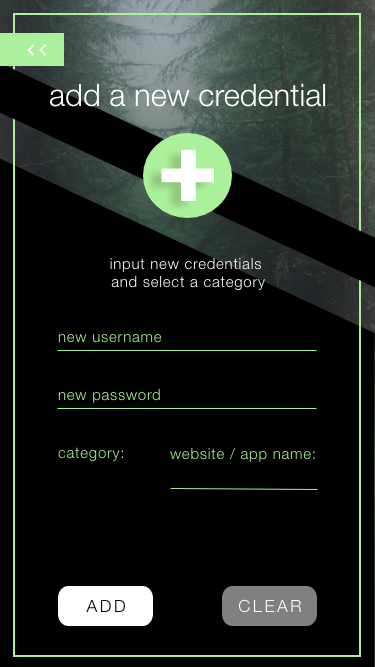 <<
add a new credential
input new credentials
and select a category
new username
new password
category:
website / app name:
ADD
CLEAR